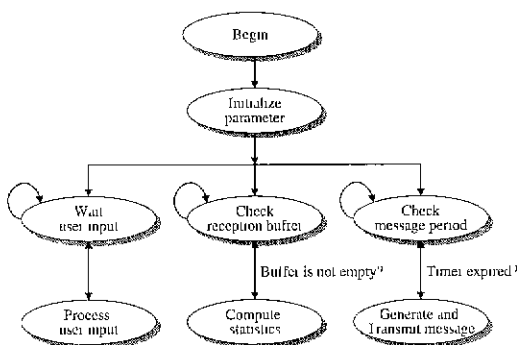 Begin
Initialize
parameter
Wait
user input
Check
reception buffer
Check
message period
Buffer is not empty?
Timer expired?
Process
user input
Compute
statistics
Generate and
Transmit message